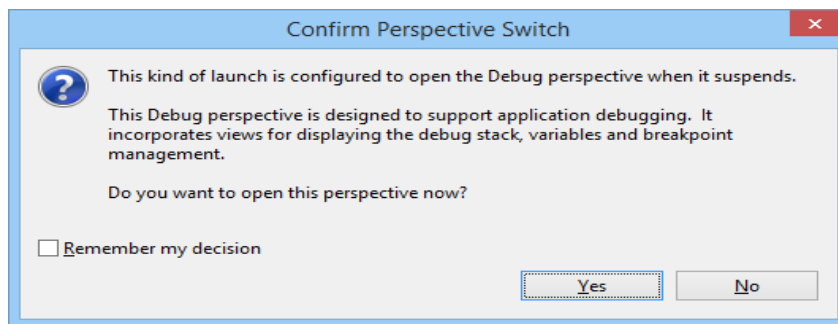 Confirm Perspective Switch
This kind of launch is configured to open the Debug perspective when it suspends.
This Debug perspective is designed to support application debugging. It
incorporates views for displaying the debug stack, variables and breakpoint
management.
Do you want to open this perspective now?
Remember my decision
Yes
No